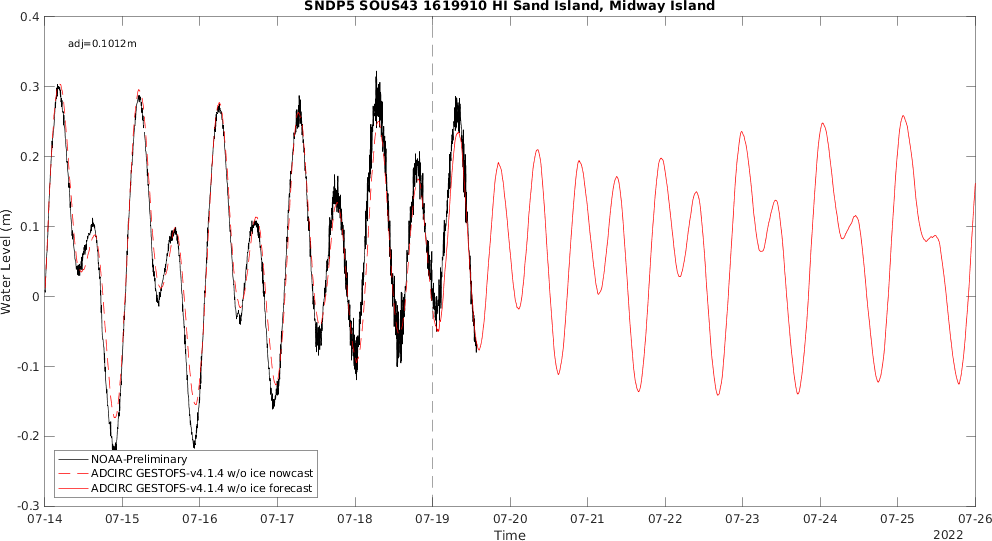 SNDP5 SOUS43 1619910 HI Sand Island, Midway Island
0.4
adj=0.1012m
0.3
0.2
0.1
0
-0.1
-0.2
-0.3
Water Level (m)
NOAA-Preliminary
ADCIRC GESTOFS-v4.1.4 w/o ice nowcast
ADCIRC GESTOFS-v4.1.4 w/o ice forecast
07-14 07-15 07-16 07-17 07-18 07-19 07-20 07-21 07-22 07-23 07-24 07-25 07-26
Time
2022